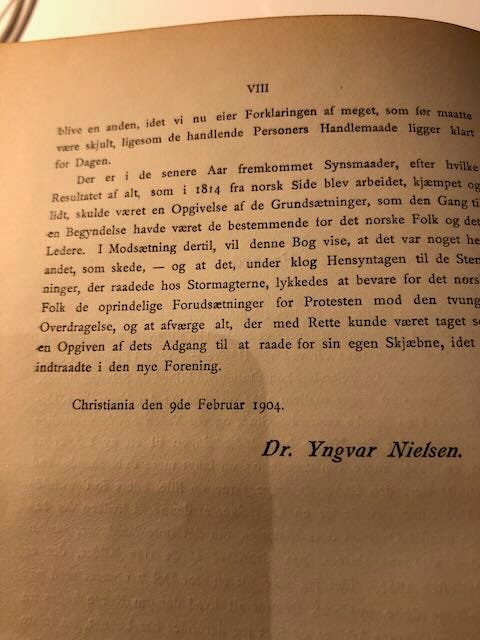 VIII
blive en anden, idet vi nu eier Forklaringen af meget, som før maatte
være skjult, ligesom de handlende Personers Handlemaade ligger klart
for Dagen.
Der er i de senere Aar fremkommet Synsmaader, efter hvilke
Resultatet af alt, som i 1814 fra norsk Side blev arbeidet, kjæmpet og
lidt, skulde været en Opgivelse af de Grundsætninger, som den Gang
en Begyndelse havde været de bestemmende for det norske Folk og det
Ledere. I Modsætning dertil, vil denne Bog vise, at det var noget
andet, som skede, — og at det, under klog Hensyntagen til de
ninger, der raadede hos Stormagterne, lykkedes at bevare for det
Folk de oprindelige Forudsætninger for Protesten mod den
Overdragelse, og at afværge alt, der med Rette kunde været taget
en Opgiven af dets Adgang til at raade for sin egen Skjæbne, idet
indtraadte i den nye Forening.
Christiania den 9de Februar 1904.
Dr. Yngvar Nielsen.